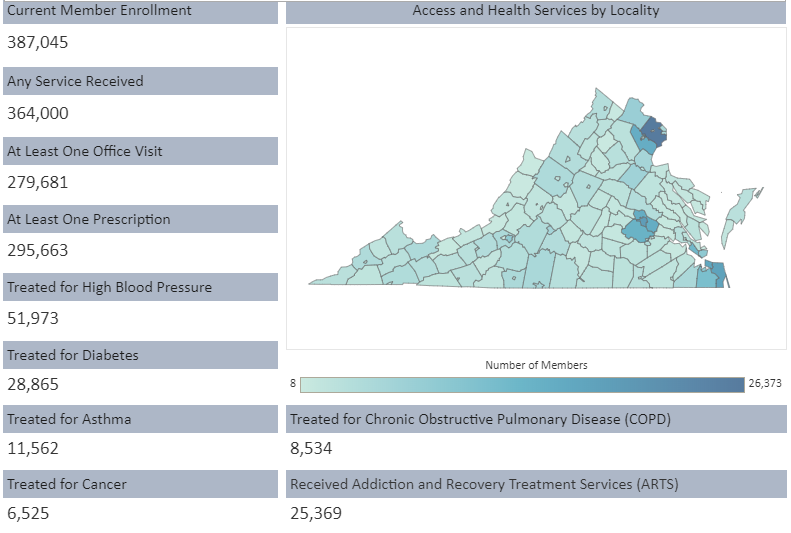 Current Member Enrollment
387,045
Any Service Received
364,000
At Least One Office Visit
279,681
At Least One Prescription
295,663
Treated for High Blood Pressure
51,973
Treated for Diabetes
28,865
Treated for Asthma
11,562
Treated for Cancer
6,525
Access and Health Services by Locality
Number of Members
8 26,373
Treated for Chronic Obstructive Pulmonary Disease (COPD)
8,534
Received Addiction and Recovery Treatment Services (ARTS)
25,369